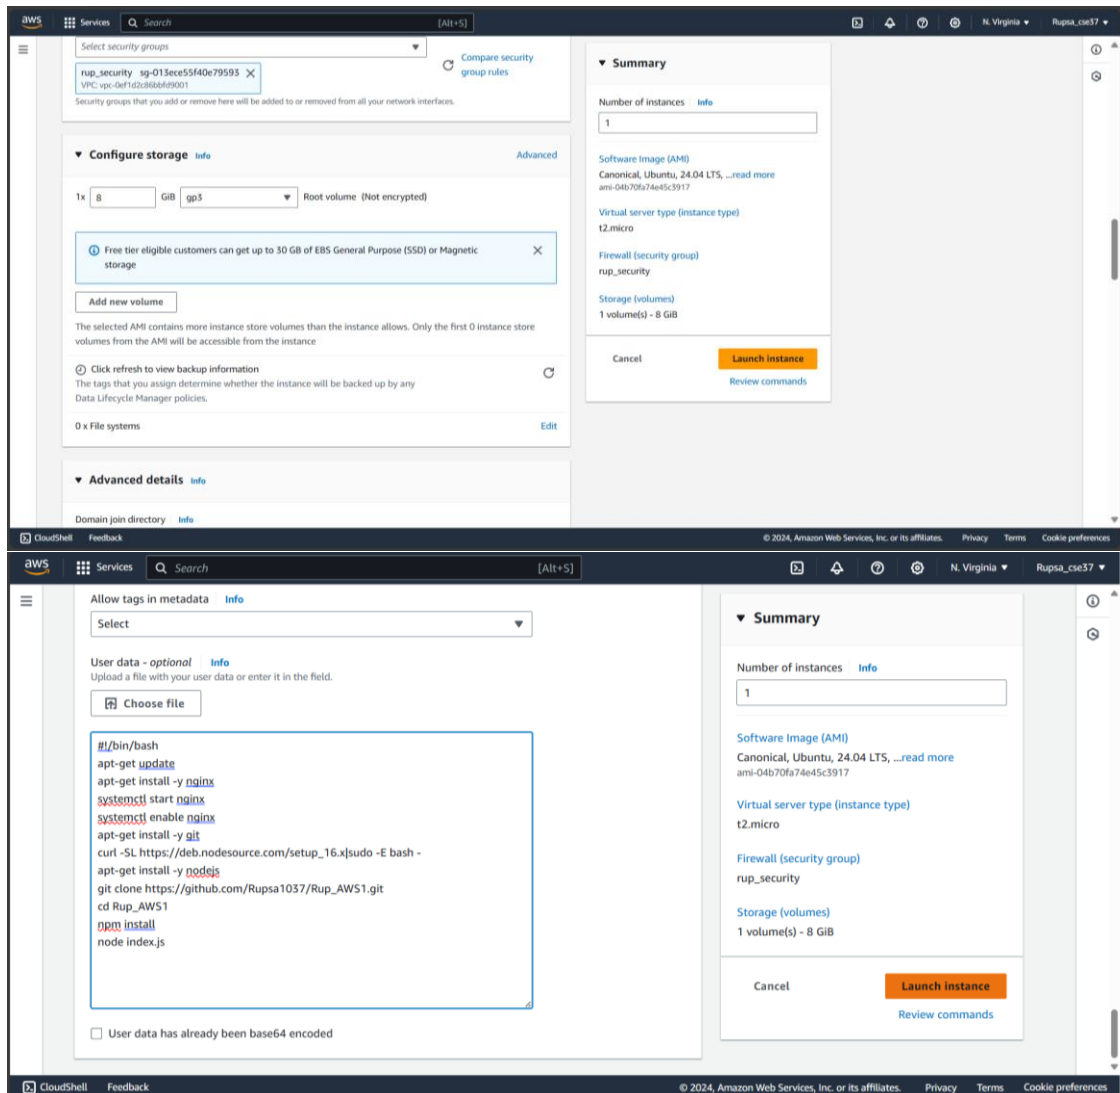 aws Services Search [Alt+S] N. Virginia Rupsa_cse37
Select security groups
rup_security sg-013ece55f40e79593
VPC: vpc-0ef1d2c86bbfd9001
Compare security
group rules
Security groups that you add or remove here will be added to or removed from all your network interfaces.
Configure storage Info
Advanced
1x 8 GiB gp3 Root volume (Not encrypted)
Free tier eligible customers can get up to 30 GB of EBS General Purpose (SSD) or Magnetic
storage
Add new volume
The selected AMI contains more instance store volumes than the instance allows. Only the first 0 instance store
volumes from the AMI will be accessible from the instance
Click refresh to view backup information
The tags that you assign determine whether the instance will be backed up by any
Data Lifecycle Manager policies.
0 x File systems
Edit
Advanced details Info
Domain join directory Info
Summary
Number of instances Info
1
Software Image (AMI)
Canonical, Ubuntu, 24.04 LTS, ...read more
ami-04b70fa74e45c3917
Virtual server type (instance type)
t2.micro
Firewall (security group)
rup_security
Storage (volumes)
1 volume(s) - 8 GiB
Cancel
Launch instance
Review commands
CloudShell Feedback © 2024, Amazon Web Services, Inc. or its affiliates. Privacy Terms Cookie preferences
aws Services Search [Alt+S] N. Virginia Rupsa_cse37
Allow tags in metadata Info
Select
User data - optional Info
Upload a file with your user data or enter it in the field.
Choose file
#!/bin/bash
apt-get update
apt-get install -y nginx
systemctl start nginx
systemctl enable nginx
apt-get install -y git
curl -SL https://deb.nodesource.com/setup_16.x|sudo -E bash -
apt-get install -y nodejs
git clone https://github.com/Rupsa1037/Rup_AWS1.git
cd Rup_AWS1
npm install
node index.js
User data has already been base64 encoded
Summary
Number of instances Info
1
Software Image (AMI)
Canonical, Ubuntu, 24.04 LTS, ...read more
ami-04b70fa74e45c3917
Virtual server type (instance type)
t2.micro
Firewall (security group)
rup_security
Storage (volumes)
1 volume(s) - 8 GiB
Cancel
Launch instance
Review commands
CloudShell Feedback © 2024, Amazon Web Services, Inc. or its affiliates. Privacy Terms Cookie preferences